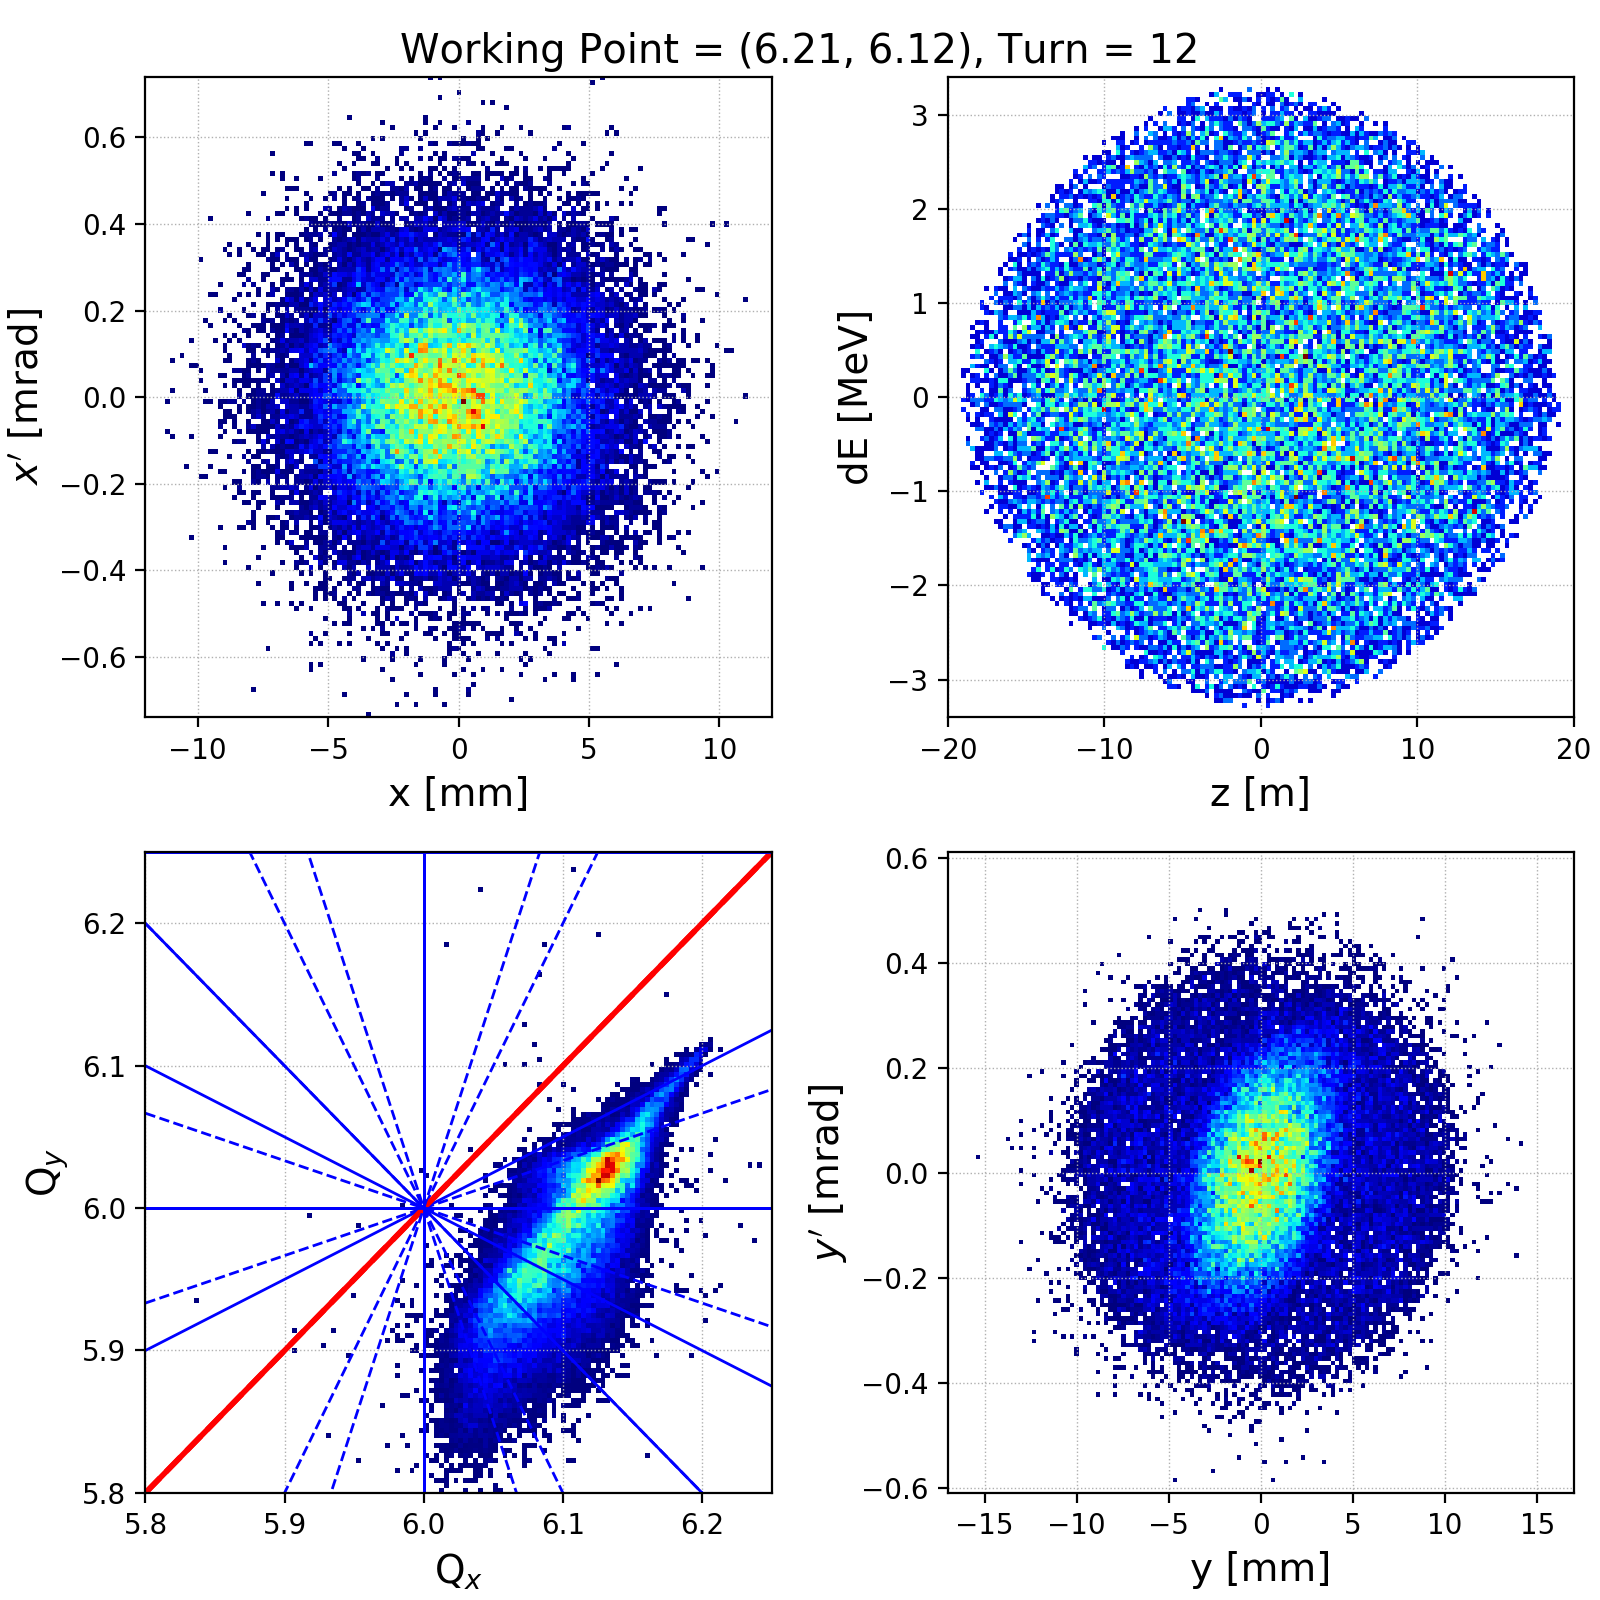 Working Point = (6.21, 6.12), Turn = 12
0.6
0.4
0.2
0.0
−0.2
−0.4
−0.6
x′ [mrad]
−10 −5 0 5 10
x [mm]
3
2
1
0
−1
−2
−3
dE [MeV]
−20 −10 0 10 20
z [m]
6.2
6.1
6.0
5.9
5.8
Qy
5.8 5.9 6.0 6.1 6.2
Qx
0.6
0.4
0.2
0.0
−0.2
−0.4
−0.6
y′ [mrad]
−15 −10 −5 0 5 10 15
y [mm]